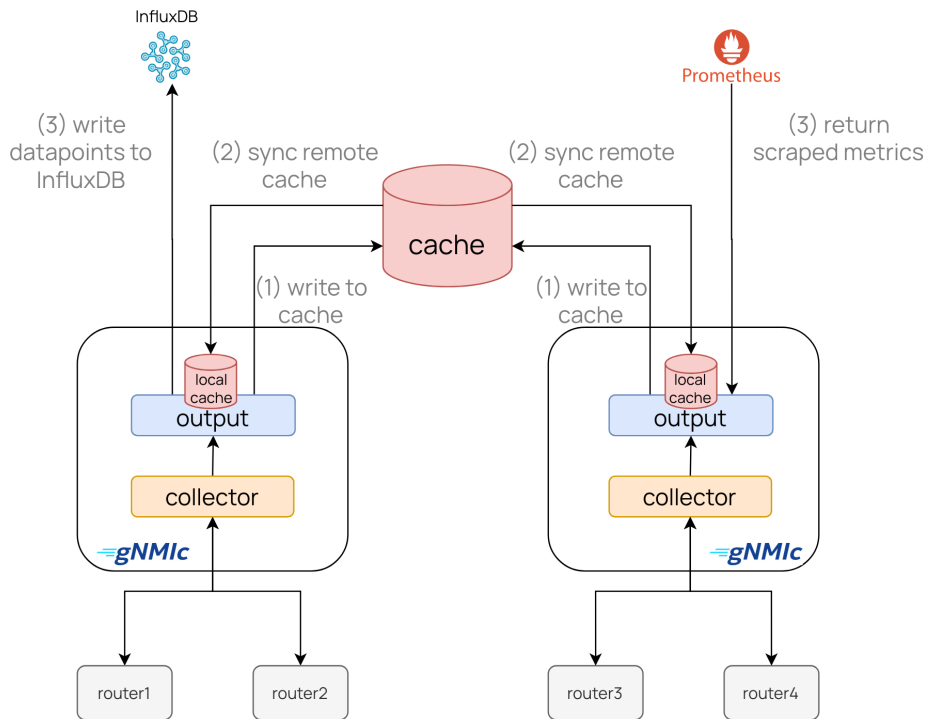 InfluxDB
Prometheus
(3) write
datapoints to
InfluxDB
(2) sync remote
cache
(2) sync remote
cache
(3) return
scraped metrics
cache
(1) write to
cache
(1) write to
cache
local
cache
output
collector
gNMIc
local
cache
output
collector
gNMIc
router1
router2
router3
router4